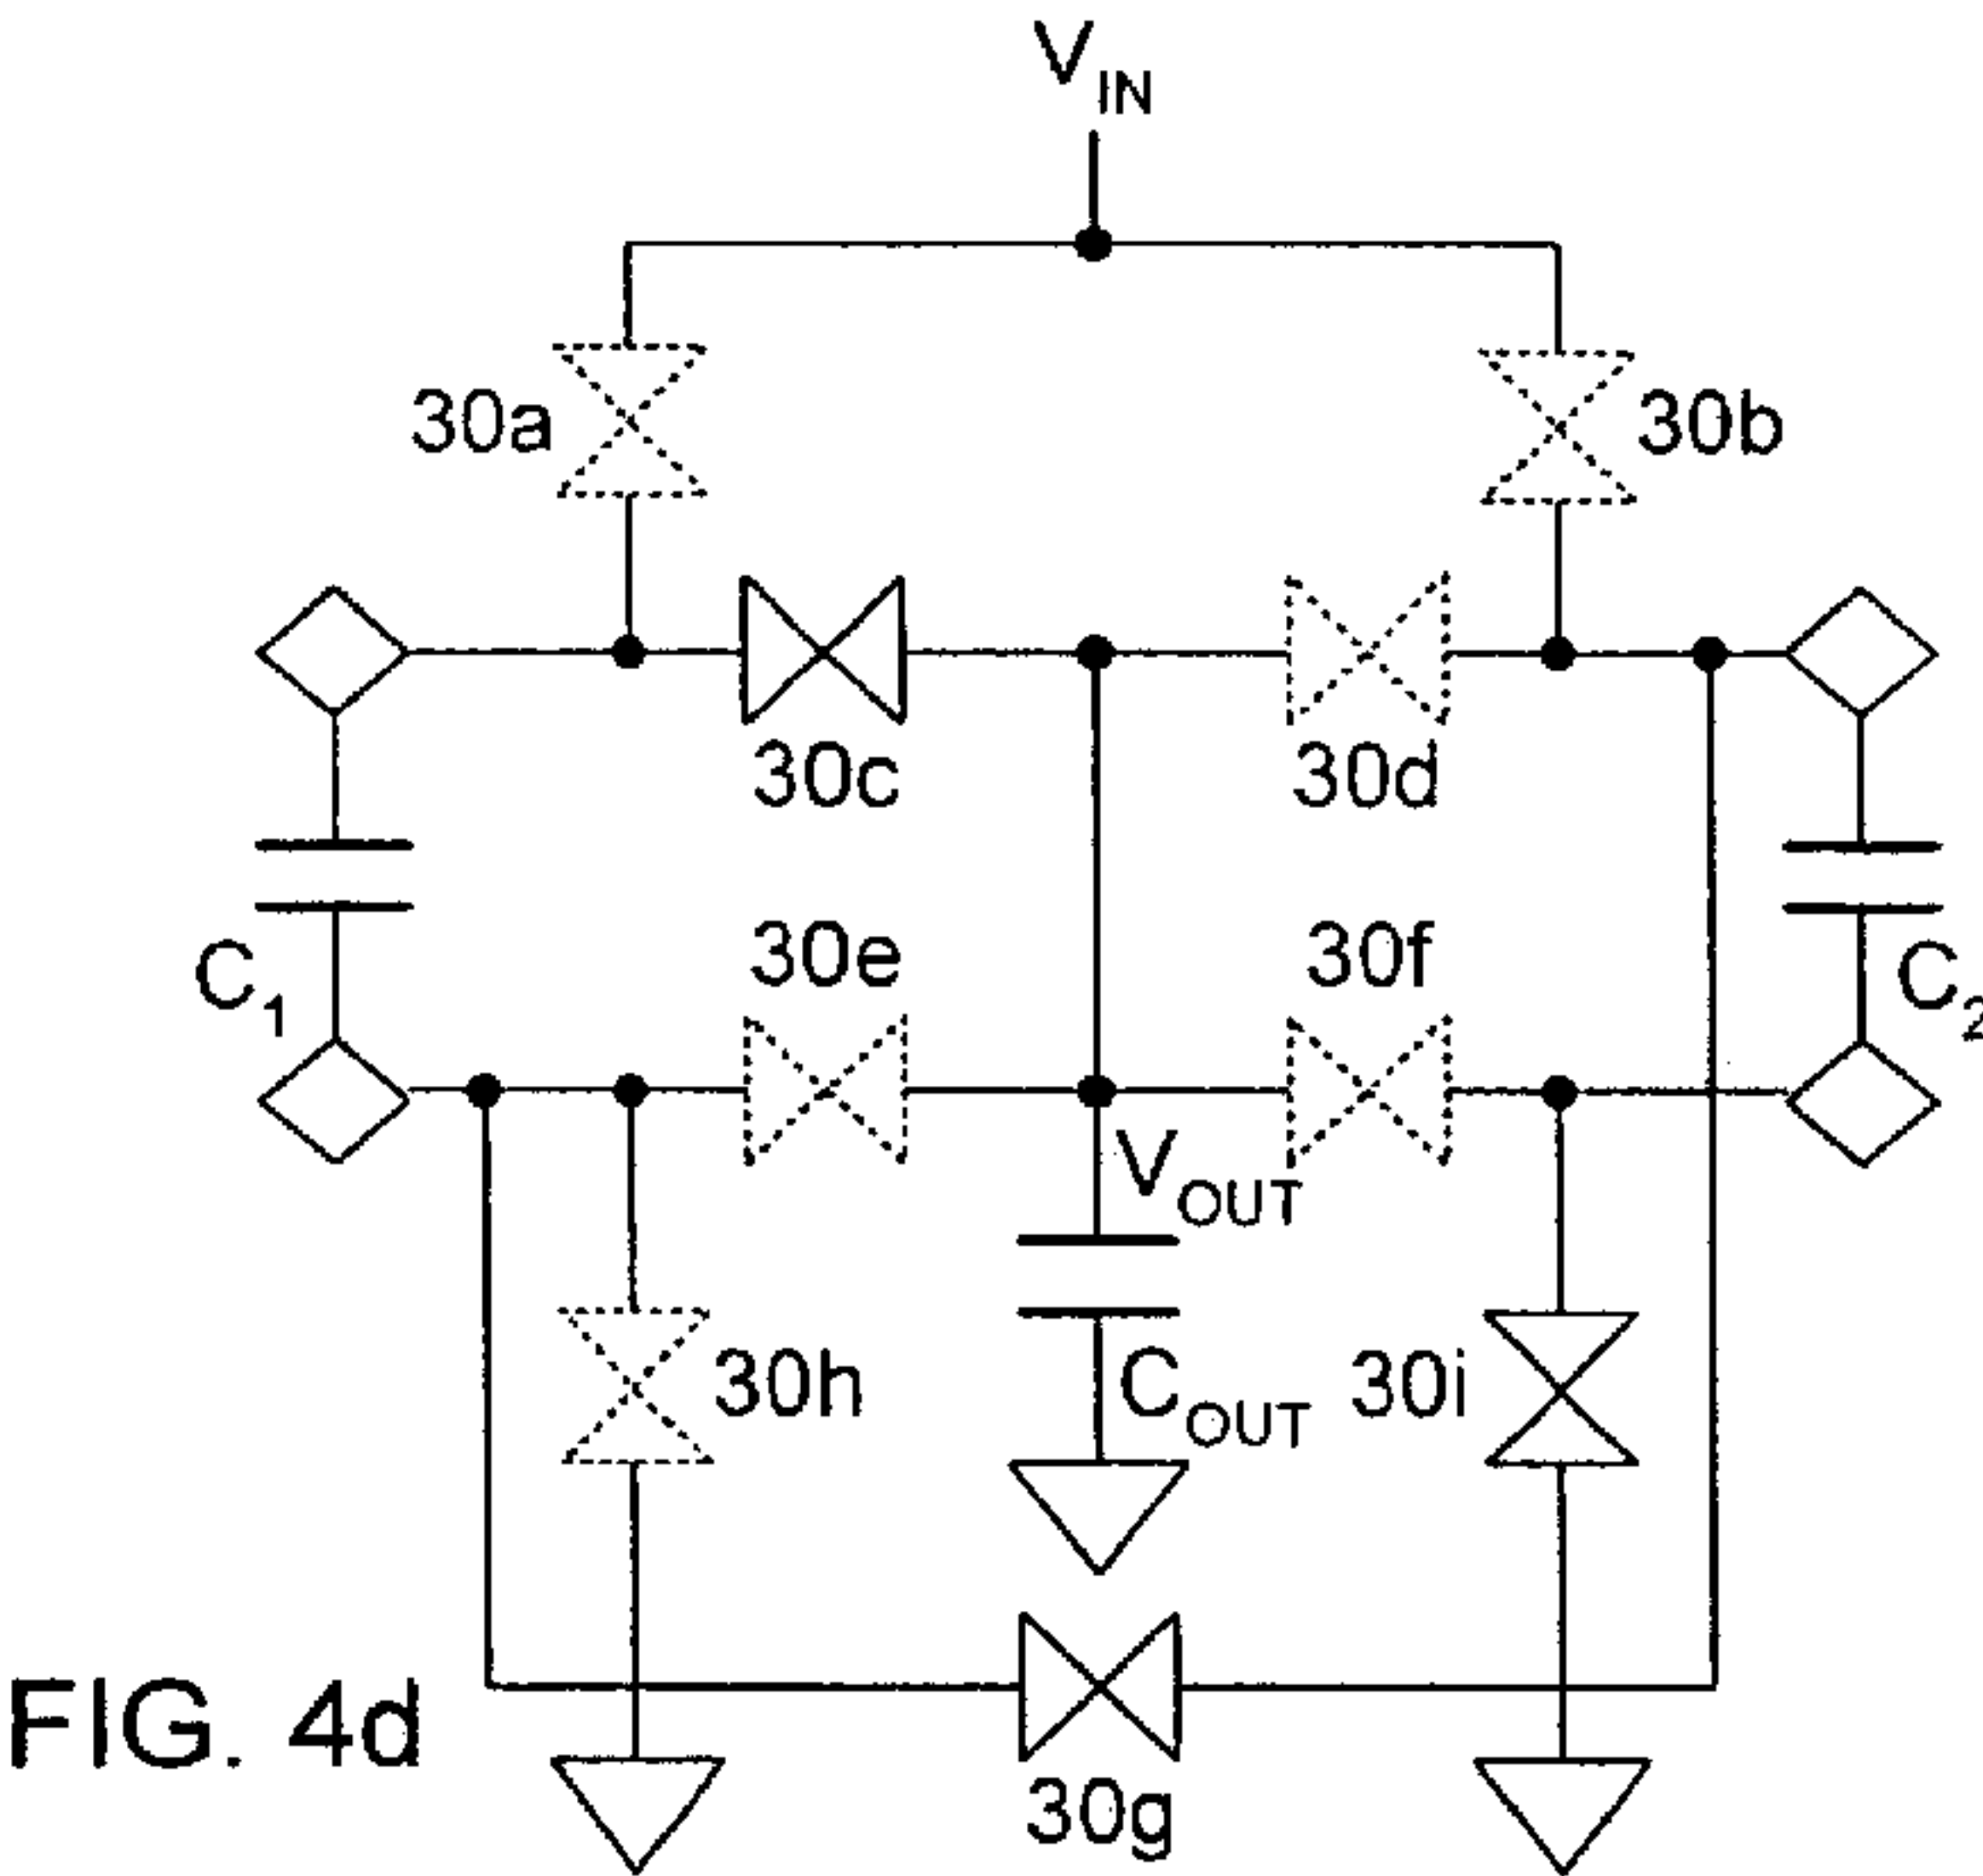 V_IN
30a
30b
30c
30d
C_1
30e
30f
C_2
V_OUT
30h
C_OUT
30i
FIG. 4d
30g